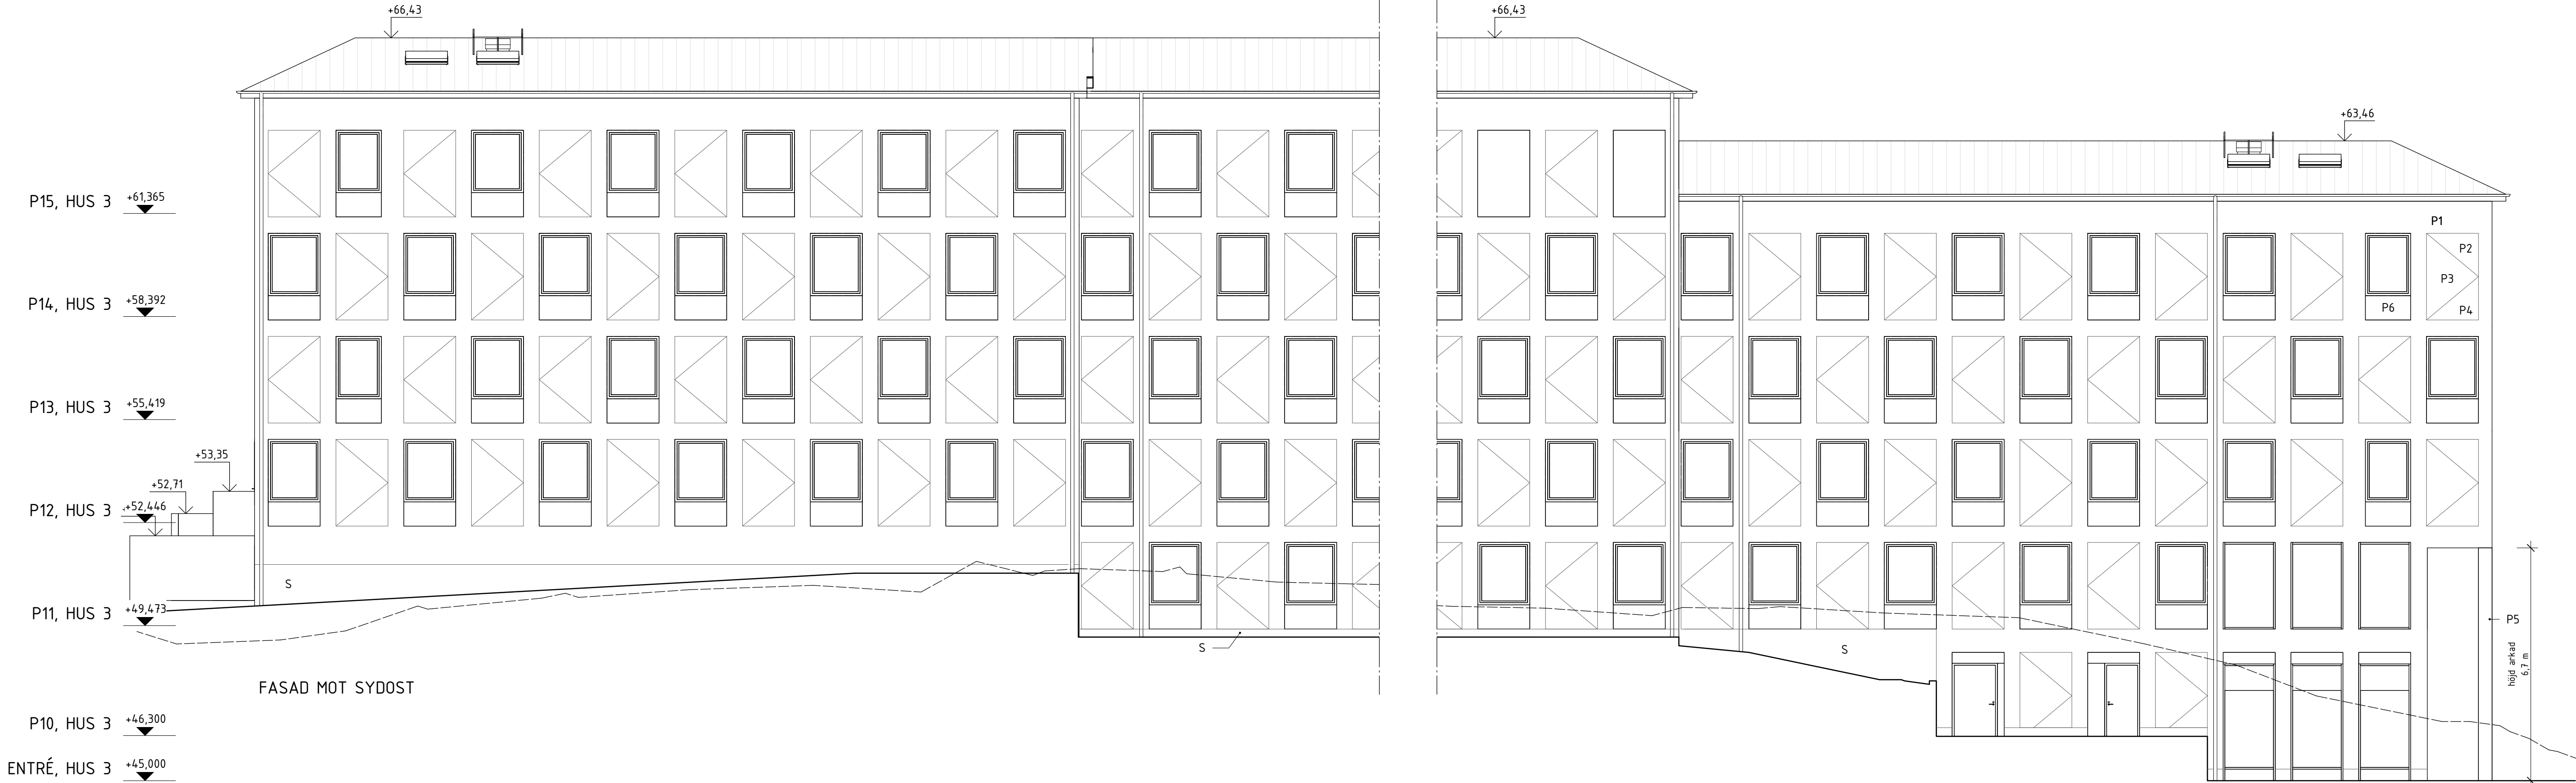 +66,43
+66,43
+63,46
P15, HUS 3 +61,365
P1
P2
P3
P14, HUS 3 +58,392
P6
P4
P13, HUS 3 +55,419
+53,35
+52,71
P12, HUS 3 +52,446
S
P11, HUS 3 +49,473
P5
S
S
höjd arkad
6,7 m
FASAD MOT SYDOST
P10, HUS 3 +46,300
ENTRÉ, HUS 3 +45,000